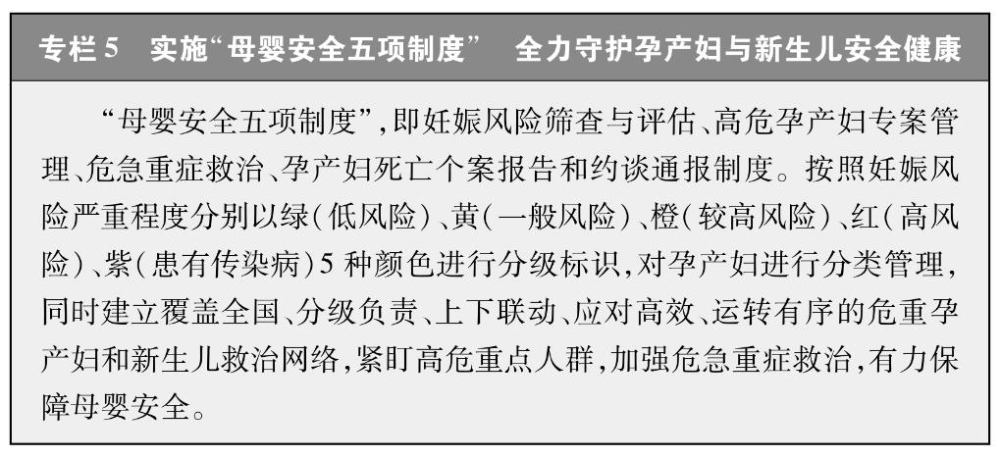 专栏 5　实施“母婴安全五项制度”　全力守护孕产妇与新生儿安全健康
“母婴安全五项制度”,即妊娠风险筛查与评估、高危孕产妇专案管
理、危急重症救治、孕产妇死亡个案报告和约谈通报制度。按照妊娠风
险严重程度分别以绿(低风险)、黄(一般风险)、橙(较高风险)、红(高风
险)、紫(患有传染病)5 种颜色进行分级标识,对孕产妇进行分类管理,
同时建立覆盖全国、分级负责、上下联动、应对高效、运转有序的危重孕
产妇和新生儿救治网络,紧盯高危重点人群,加强危急重症救治,有力保
障母婴安全。